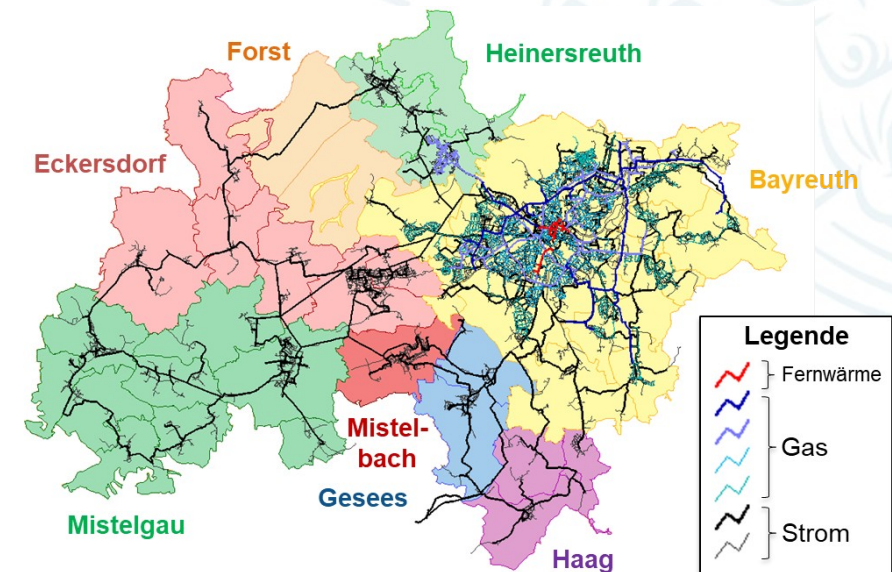 Forst
Heinersreuth
Eckersdorf
Bayreuth
Legende
Fernwärme
Gas
Strom
Mistel-
bach
Gesees
Mistelgau
Haag